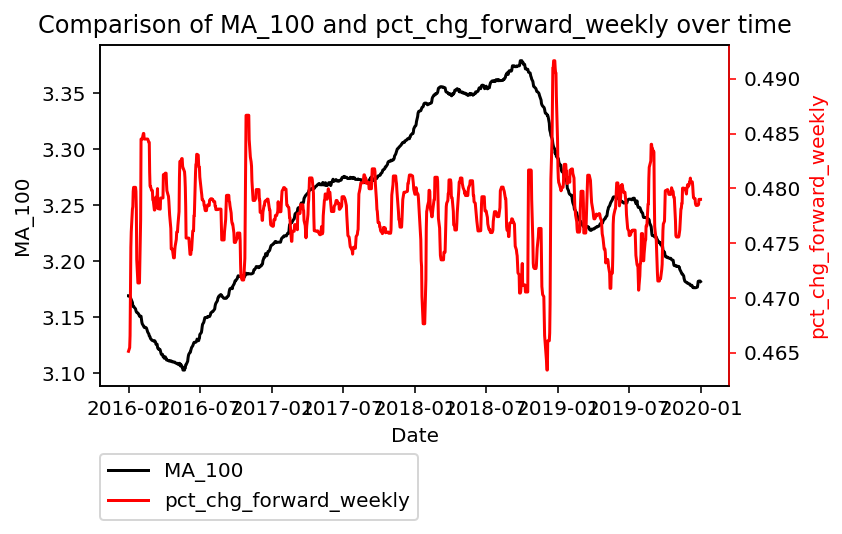 Comparison of MA_100 and pct_chg_forward_weekly over time
MA_100
3.35
3.30
3.25
3.20
3.15
3.10
0.490
0.485
0.480
0.475
0.470
0.465
pct_chg_forward_weekly
2016-01 2016-07 2017-01 2017-07 2018-01 2018-07 2019-01 2019-07 2020-01
Date
MA_100
pct_chg_forward_weekly